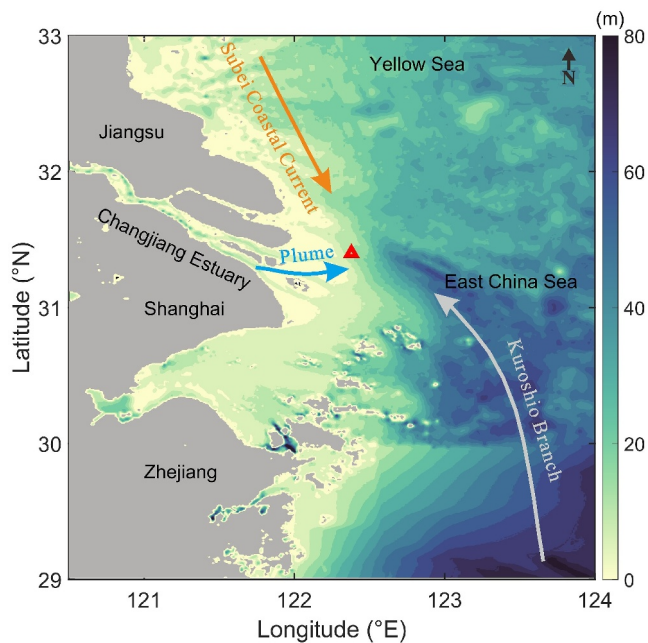 (m)
33
80
Yellow Sea
N
Subei Coastal Current
Jiangsu
32
60
Changjiang Estuary
Plume
East China Sea
Latitude (°N)
31
Shanghai
40
Kuroshio Branch
30
Zhejiang
20
29
0
121
122
123
124
Longitude (°E)